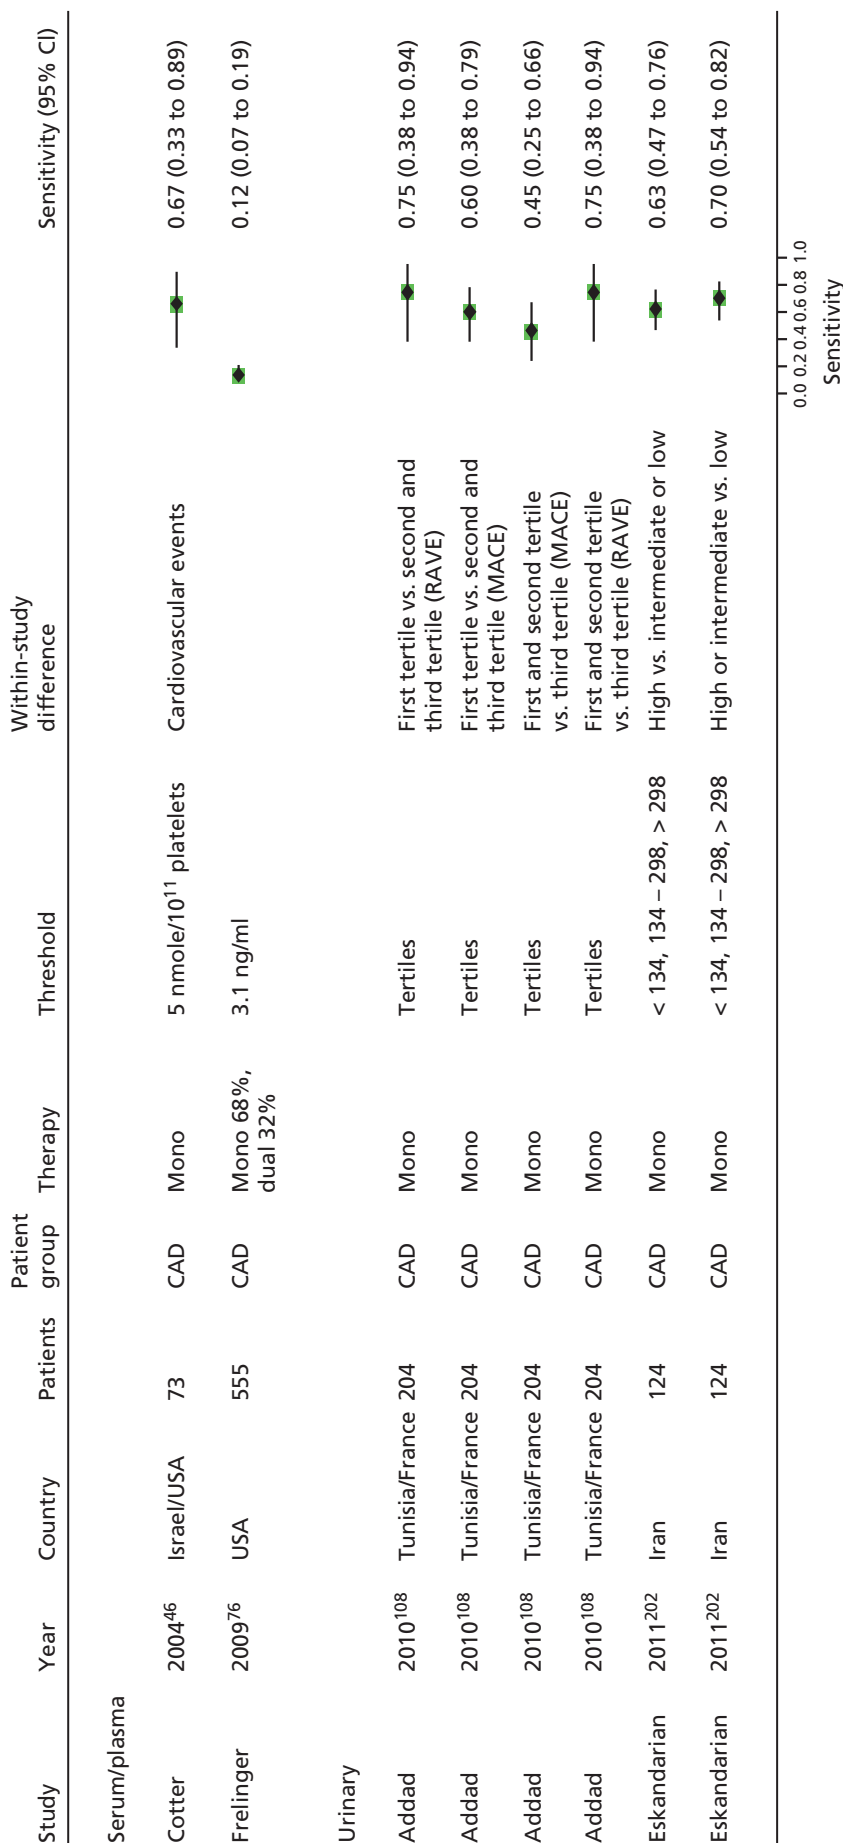 Study Year Country Patients Patient group Therapy Threshold Within-study difference Sensitivity (95% CI)
Serum/plasma
Cotter 2004⁴⁶ Israel/USA 73 CAD Mono 5 nmole/10¹¹ platelets Cardiovascular events 0.67 (0.33 to 0.89)
Frelinger 2009⁷⁶ USA 555 CAD Mono 68%, dual 32% 3.1 ng/ml 0.12 (0.07 to 0.19)
Urinary
Addad 2010¹⁰⁸ Tunisia/France 204 CAD Mono Tertiles First tertile vs. second and third tertile (RAVE) 0.75 (0.38 to 0.94)
Addad 2010¹⁰⁸ Tunisia/France 204 CAD Mono Tertiles First tertile vs. second and third tertile (MACE) 0.60 (0.38 to 0.79)
Addad 2010¹⁰⁸ Tunisia/France 204 CAD Mono Tertiles First and second tertile vs. third tertile (MACE) 0.45 (0.25 to 0.66)
Addad 2010¹⁰⁸ Tunisia/France 204 CAD Mono Tertiles First and second tertile vs. third tertile (RAVE) 0.75 (0.38 to 0.94)
Eskandarian 2011²⁰² Iran 124 CAD Mono < 134, 134 – 298, > 298 High vs. intermediate or low 0.63 (0.47 to 0.76)
Eskandarian 2011²⁰² Iran 124 CAD Mono < 134, 134 – 298, > 298 High or intermediate vs. low 0.70 (0.54 to 0.82)
0.0 0.2 0.4 0.6 0.8 1.0
Sensitivity